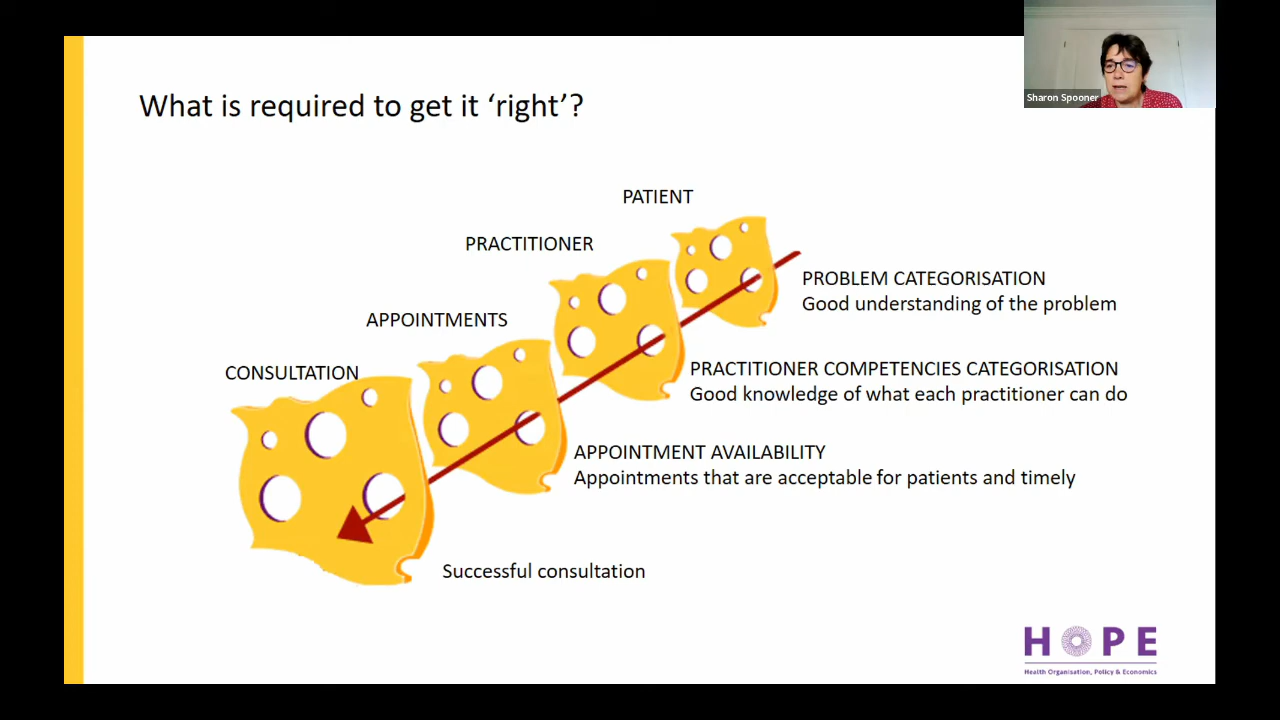 Sharon Spooner
What is required to get it ‘right’?
PATIENT
PRACTITIONER
PROBLEM CATEGORISATION
Good understanding of the problem
APPOINTMENTS
PRACTITIONER COMPETENCIES CATEGORISATION
Good knowledge of what each practitioner can do
CONSULTATION
APPOINTMENT AVAILABILITY
Appointments that are acceptable for patients and timely
Successful consultation
HOPE
Health Organisation, Policy & Economics